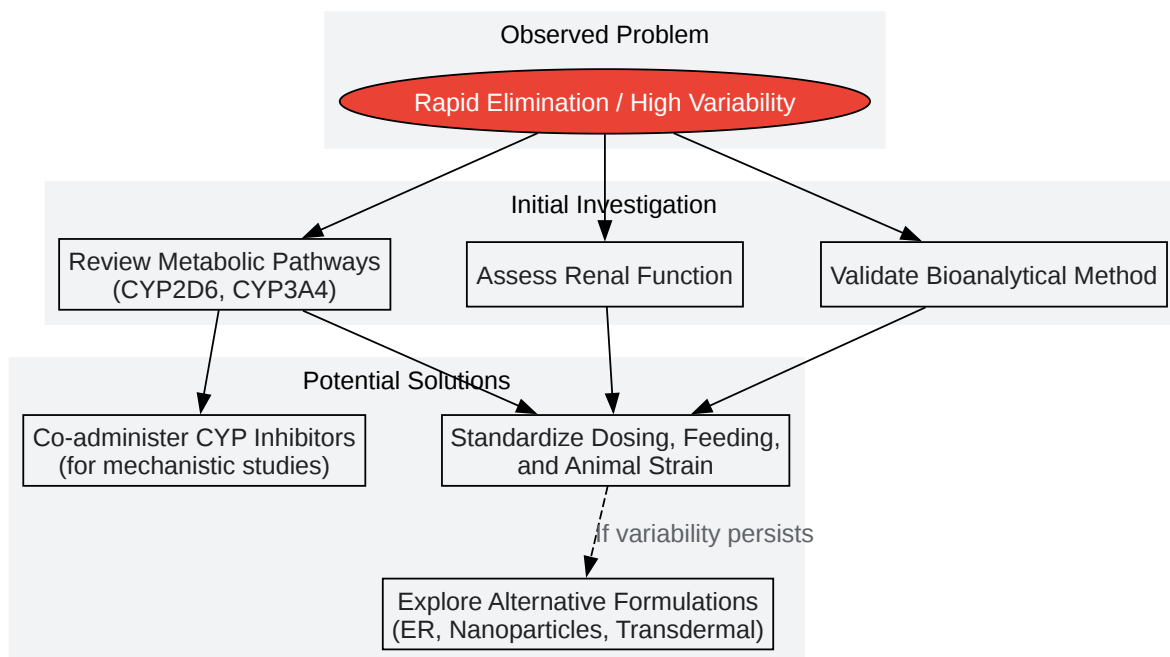 Observed Problem
Rapid Elimination / High Variability
Initial Investigation
Review Metabolic Pathways
(CYP2D6, CYP3A4)
Assess Renal Function
Validate Bioanalytical Method
Potential Solutions
Co-administer CYP Inhibitors
(for mechanistic studies)
Standardize Dosing, Feeding,
and Animal Strain
If variability persists
Explore Alternative Formulations
(ER, Nanoparticles, Transdermal)